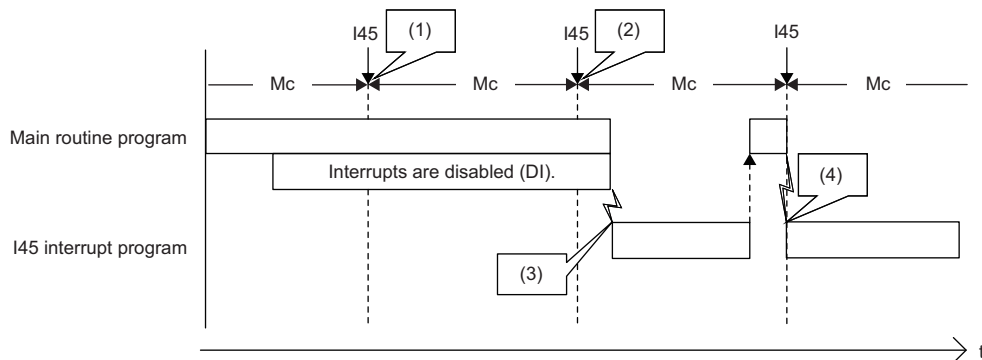 I45 (1) I45 (2) I45
Mc Mc Mc Mc
Main routine program
Interrupts are disabled (DI).
(4)
I45 interrupt program
(3)
t